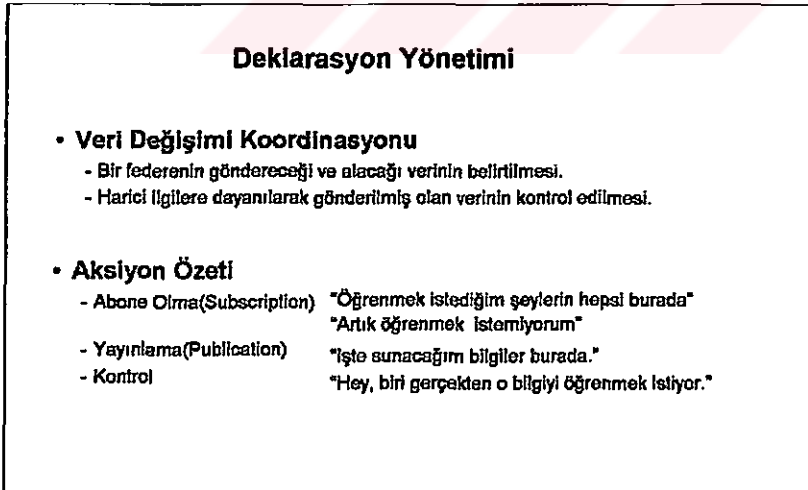 Deklarasyon Yönetimi
• Veri Değişimi Koordinasyonu
- Bir federenin göndereceği ve alacağı verinin belirtilmesi.
- Harici ilgilere dayanılarak gönderilmiş olan verinin kontrol edilmesi.
• Aksiyon Özeti
- Abone Olma(Subscription) "Öğrenmek istediğim şeylerin hepsi burada"
"Artık öğrenmek istemiyorum"
- Yayınlama(Publication) "İşte sunacağım bilgiler burada."
- Kontrol "Hey, biri gerçekten o bilgiyi öğrenmek istiyor."